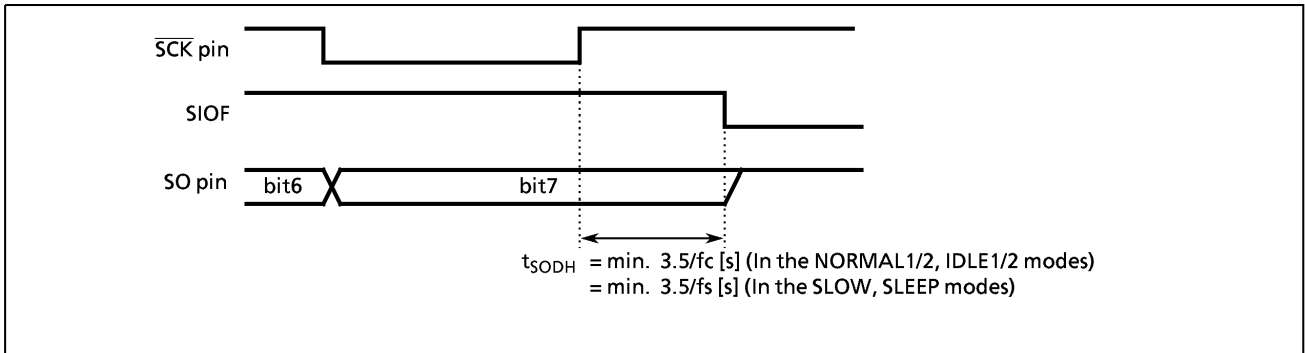 SCK pin
SIOF
SO pin
bit6
bit7
tSODH = min. 3.5/fc [s] (In the NORMAL1/2, IDLE1/2 modes)
= min. 3.5/fs [s] (In the SLOW, SLEEP modes)